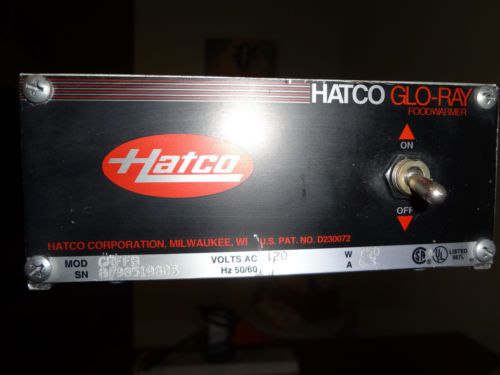 HATCO GLO-RAY
FOODWARMER
ON
Hatco
OFF
HATCO CORPORATION, MILWAUKEE, WI U.S. PAT. NO. D230072
MOD GRFFB VOLTS AC 120 W
SN Hz 50/60 A
LISTED